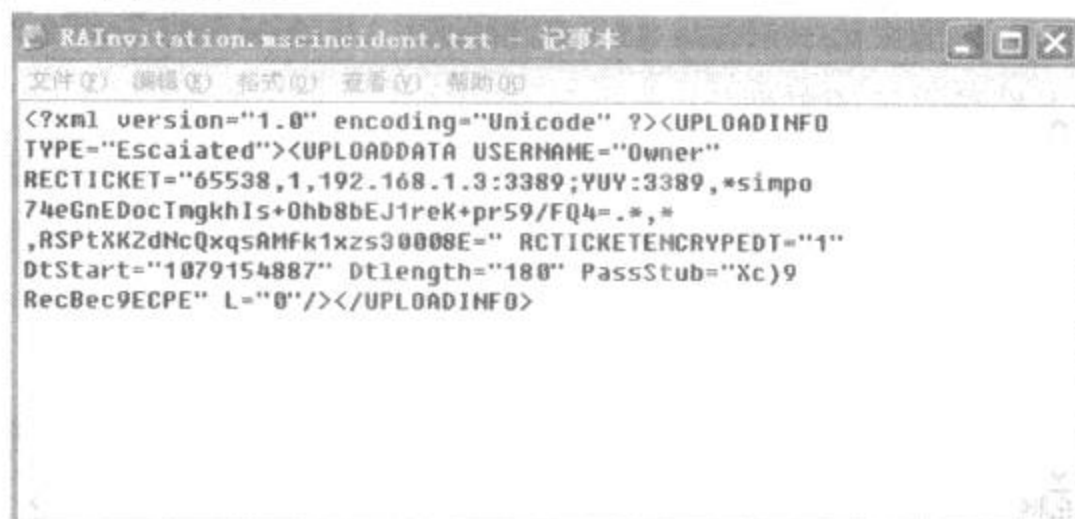 RAInvitation.mscincident.txt - 记事本
文件(F) 编辑(E) 格式(O) 查看(V) 帮助(H)
<?xml version="1.0" encoding="Unicode" ?><UPLOADINFO
TYPE="Escaiated"><UPLOADDATA USERNAME="Owner"
RECTICKET="65538,1,192.168.1.3:3389;YUY:3389,*simpo
74eGnEDocTmgkhIs+Ohb8bEJ1reK+pr59/FQ4=.*,*
,RSPtXKZdNcQxqsAMfk1xzs30008E=" RCTICKETENCRYPEDT="1"
DtStart="1079154887" Dtlength="180" PassStub="Xc)9
RecBec9ECPE" L="0"/></UPLOADINFO>